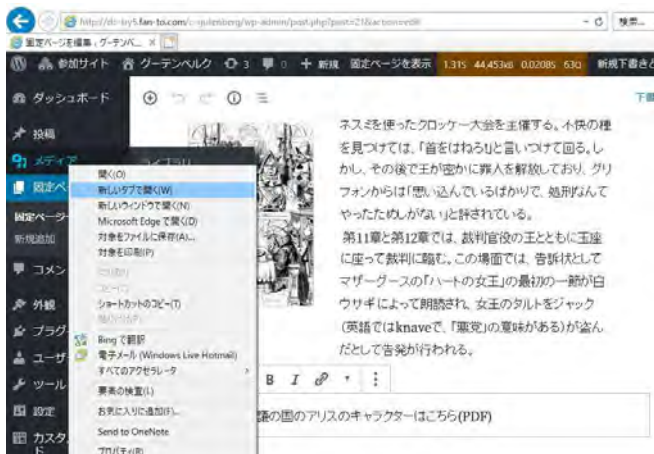 http://dc-by5.fan-to.com/c-gutenberg/wp-admin/post.php?post=21&action=edit
検索...
固定ページを編集 ‹ グーテンベ...
参加サイト グーテンベルク 3 0 新規 固定ページを表示 1.31S 44,453KB 0.0208S 63Q
ダッシュボード
投稿
メディア
ライブラリ
固定ペ
固定ページ
新規追加
コメン
外観
プラグ
ユーザ
ツール
設定
カスタ
ド
開く(O)
新しいタブで開く(W)
新しいウィンドウで開く(N)
Microsoft Edge で開く(D)
対象をファイルに保存(A)...
対象を印刷(P)
ショートカットのコピー(T)
Bing で翻訳
電子メール (Windows Live Hotmail)
すべてのアクセラレータ
要素の検査(L)
お気に入りに追加(F)...
Send to OneNote
プロパティ(R)
下書
ネスミを使ったクロッケー大会を主催する。不快の種
を見つけては、「首をはねろ!」と言いつけて回る。し
かし、その後で王が密かに罪人を解放しており、グリ
フォンからは「思い込んでいるばかりで、処刑なんて
やったためしがない」と評されている。
第11章と第12章では、裁判官役の王とともに玉座
に座って裁判に臨む。この場面では、告訴状として
マザーグースの「ハートの女王」の最初の一節が白
ウサギによって朗読され、女王のタルトをジャック
(英語ではknaveで、「悪党」の意味がある)が盗ん
だとして告発が行われる。
B I
議の国のアリスのキャラクターはこちら(PDF)